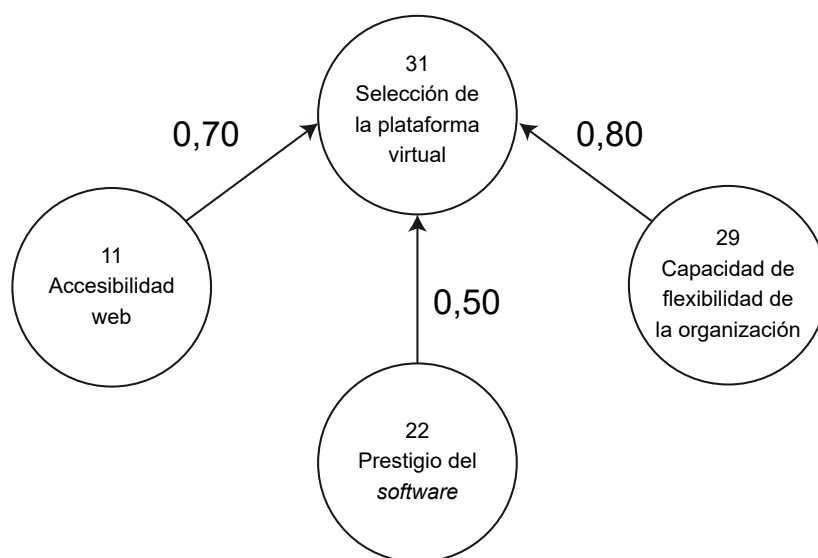 31
Selección de
la plataforma
virtual
0,70
0,80
11
Accesibilidad
web
29
Capacidad de
flexibilidad de
la organización
0,50
22
Prestigio del
software